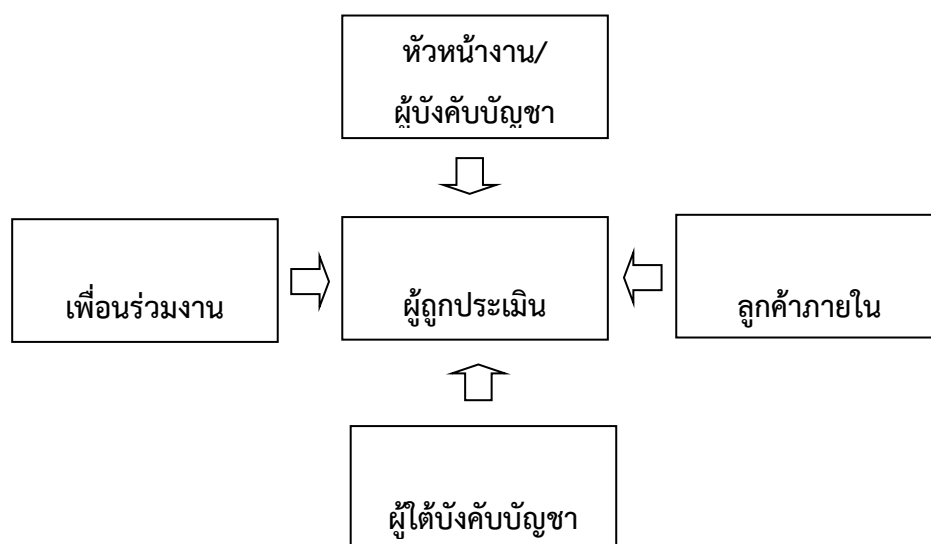 หัวหน้างาน/
ผู้บังคับบัญชา
เพื่อนร่วมงาน
ผู้ถูกประเมิน
ลูกค้าภายใน
ผู้ใต้บังคับบัญชา